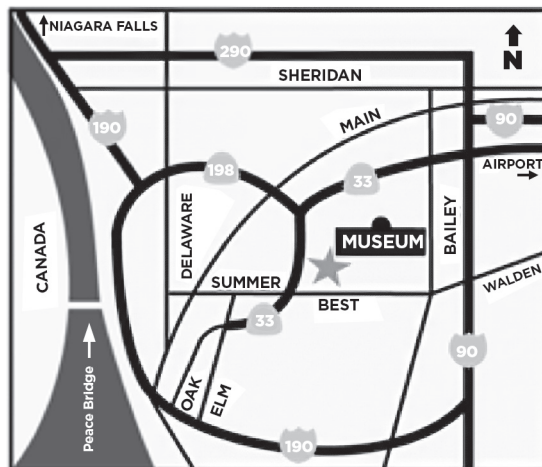 NIAGARA FALLS
290
N
SHERIDAN
190
MAIN
90
AIRPORT
198
33
CANADA
DELAWARE
BAILEY
MUSEUM
WALDEN
SUMMER
BEST
33
90
OAK
ELM
Peace Bridge
190